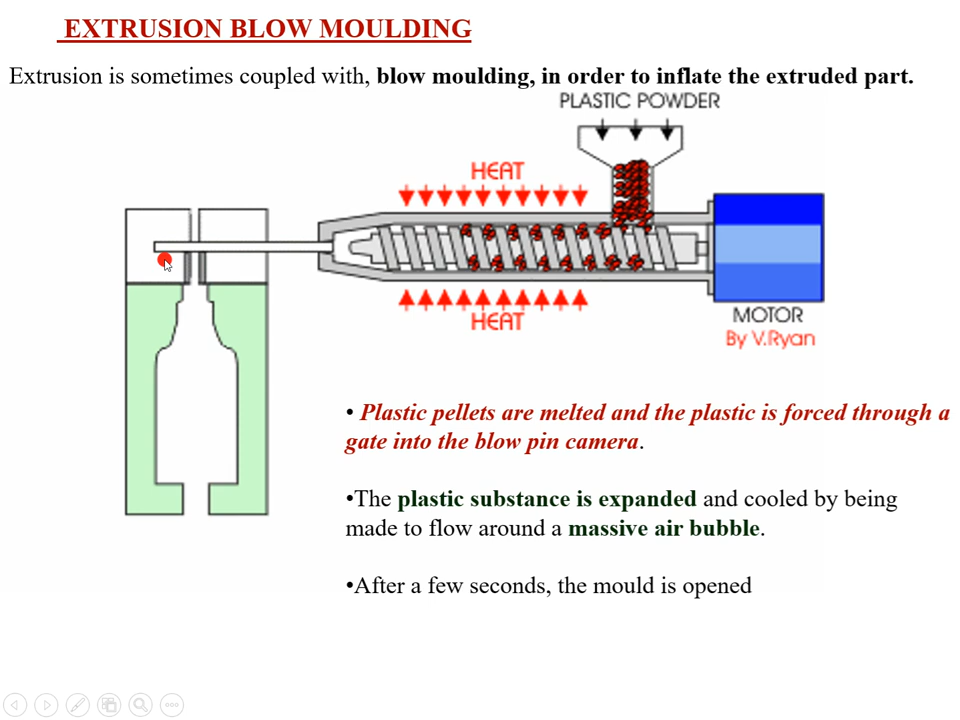 EXTRUSION BLOW MOULDING
Extrusion is sometimes coupled with, blow moulding, in order to inflate the extruded part.
PLASTIC POWDER
HEAT
HEAT
MOTOR
By V.Ryan
• Plastic pellets are melted and the plastic is forced through a
gate into the blow pin camera.
•The plastic substance is expanded and cooled by being
made to flow around a massive air bubble.
•After a few seconds, the mould is opened